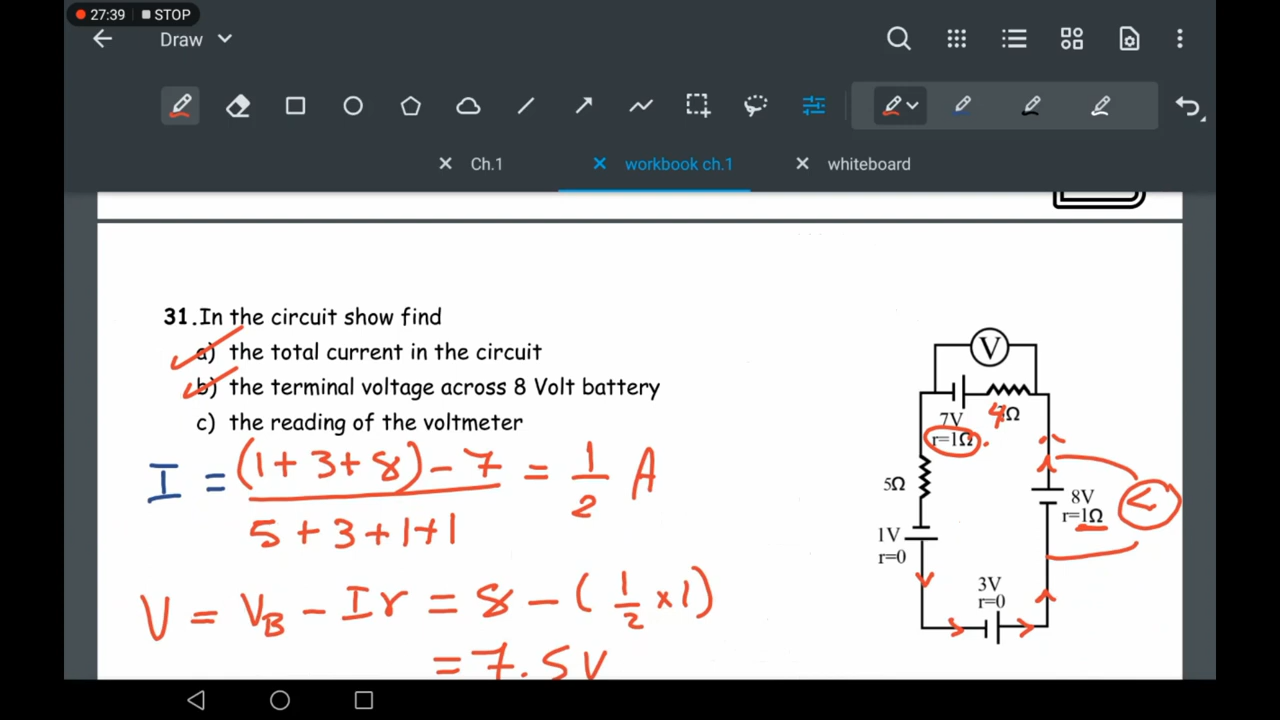 27:39 STOP
Draw
Ch.1
workbook ch.1
whiteboard
31.In the circuit show find
a) the total current in the circuit
b) the terminal voltage across 8 Volt battery
c) the reading of the voltmeter
I = (1+3+8) - 7 / 5+3+1+1 = 1/2 A
V = VB - Ir = 8 - (1/2 × 1)
= 7.5 V
V
7V
r=1Ω
4
Ω
5Ω
8V
r=1Ω
1V
r=0
3V
r=0